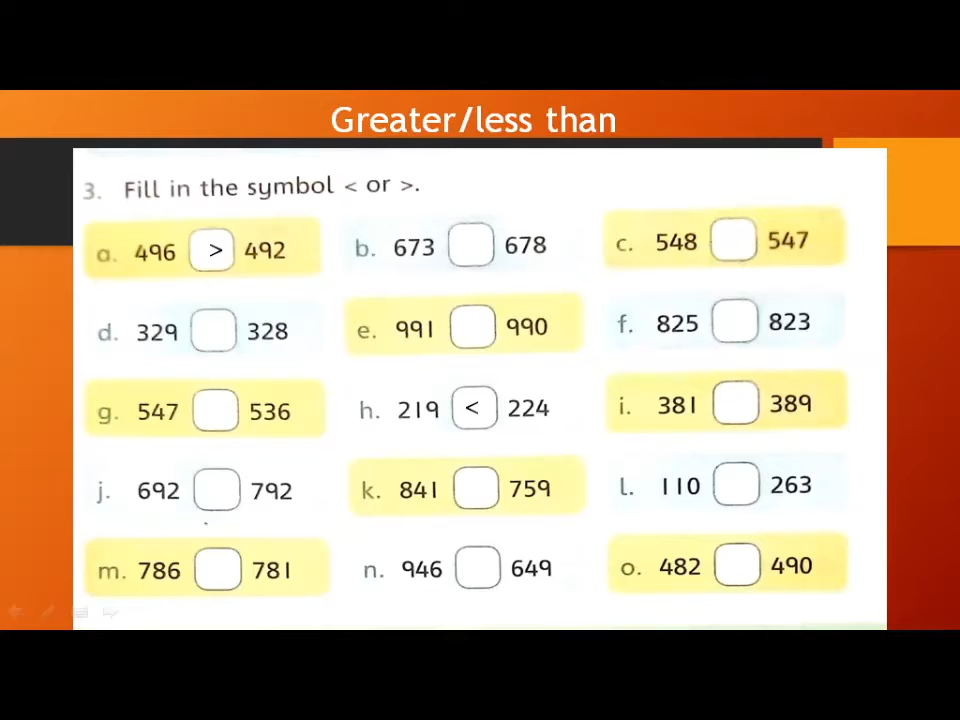 Greater/less than
3. Fill in the symbol < or >.
a. 496 > 492 b. 673 678 c. 548 547
d. 329 328 e. 991 990 f. 825 823
g. 547 536 h. 219 < 224 i. 381 389
j. 692 792 k. 841 759 l. 110 263
m. 786 781 n. 946 649 o. 482 490